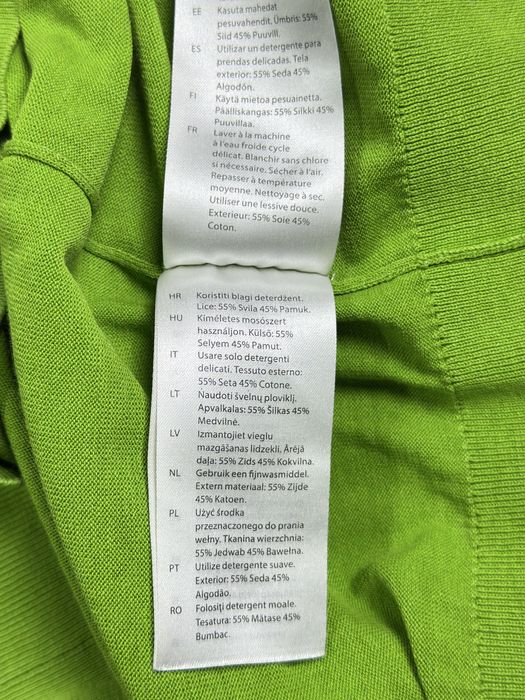 EE Kasuta mahedat
pesuvahendit. Ümbris: 55%
Siid 45% Puuvill.
ES Utilizar un detergente para
prendas delicadas. Tela
exterior: 55% Seda 45%
Algodón.
FI Käytä mietoa pesuainetta.
Päälliskangas: 55% Silkki 45%
Puuvillaa.
FR Laver à la machine
à l'eau froide cycle
délicat. Blanchir sans chlore
si nécessaire. Sécher à l'air.
Repasser à température
moyenne. Nettoyage à sec.
Utiliser une lessive douce.
Exterieur: 55% Soie 45%
Coton.
HR Koristiti blagi deterdžent.
Lice: 55% Svila 45% Pamuk.
HU Kíméletes mosószert
használjon. Külső: 55%
Selyem 45% Pamut.
IT Usare solo detergenti
delicati. Tessuto esterno:
55% Seta 45% Cotone.
LT Naudoti švelnų ploviklį.
Apvalkalas: 55% Šilkas 45%
Medvilnė.
LV Izmantojiet vieglu
mazgāšanas līdzekli. Ārējā
daļa: 55% Zīds 45% Kokvilna.
NL Gebruik een fijnwasmiddel.
Extern materiaal: 55% Zijde
45% Katoen.
PL Użyć środka
przeznaczonego do prania
wełny. Tkanina wierzchnia:
55% Jedwab 45% Bawełna.
PT Utilize detergente suave.
Exterior: 55% Seda 45%
Algodão.
RO Folosiți detergent moale.
Tesatura: 55% Mătase 45%
Bumbac.